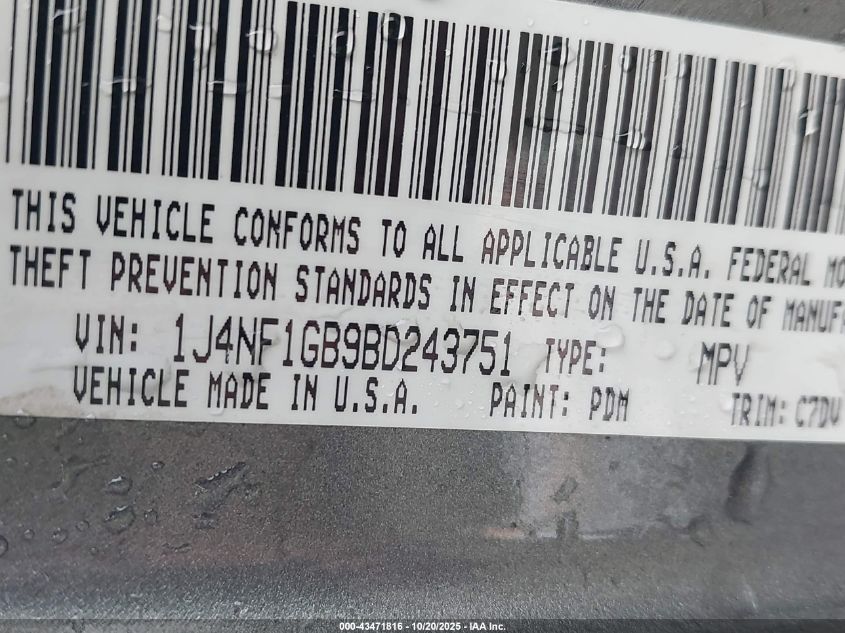 THIS VEHICLE CONFORMS TO ALL APPLICABLE U.S.A. FEDERAL MO
THEFT PREVENTION STANDARDS IN EFFECT ON THE DATE OF MANUF
VIN: 1J4NF1GB9BD243751 TYPE: MPV
VEHICLE MADE IN U.S.A. PAINT: PDM TRIM: C7DV
000-43471816 - 10/20/2025 - IAA Inc.